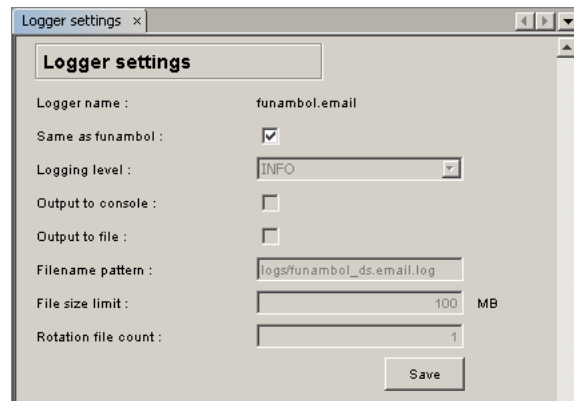 Logger settings
Logger settings
Logger name : funambol.email
Same as funambol :
Logging level : INFO
Output to console :
Output to file :
Filename pattern : logs/funambol_ds.email.log
File size limit : 100 MB
Rotation file count : 1
Save